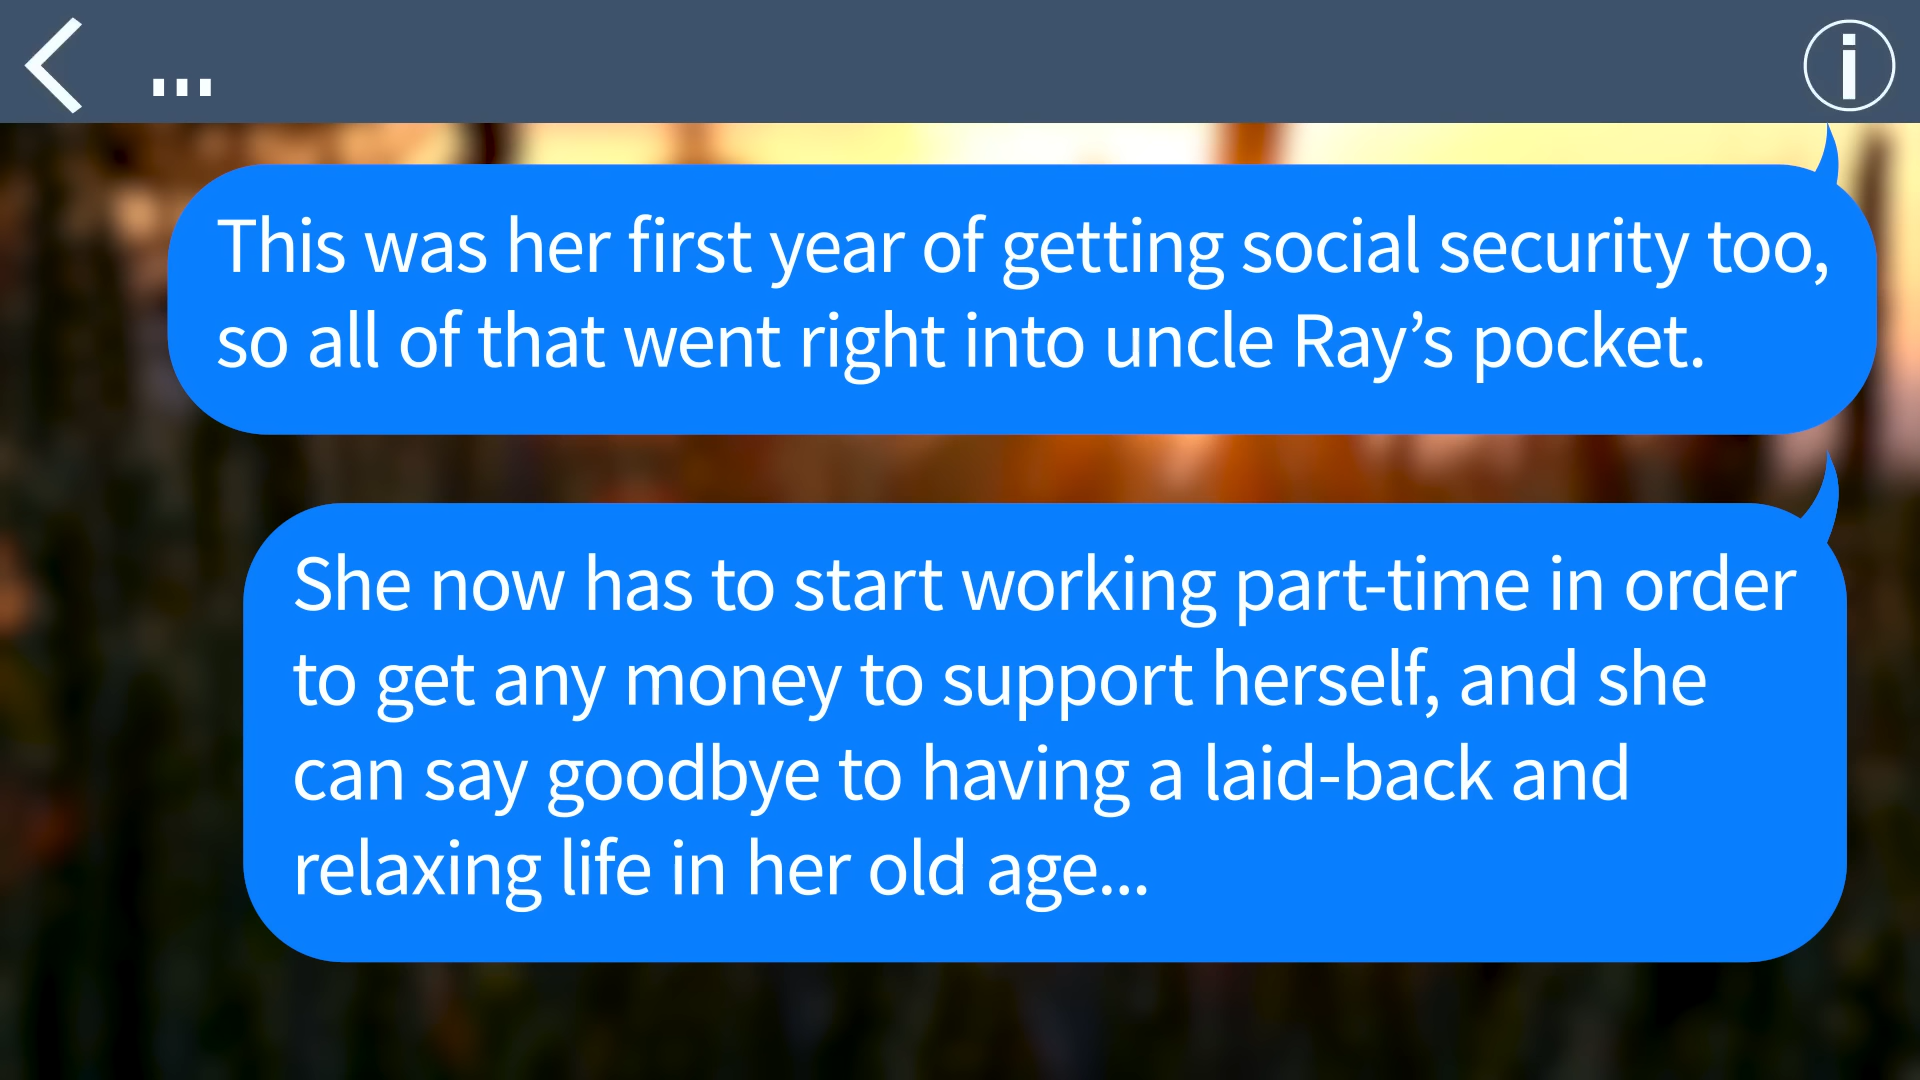 ...
This was her first year of getting social security too,
so all of that went right into uncle Ray’s pocket.
She now has to start working part-time in order
to get any money to support herself, and she
can say goodbye to having a laid-back and
relaxing life in her old age...